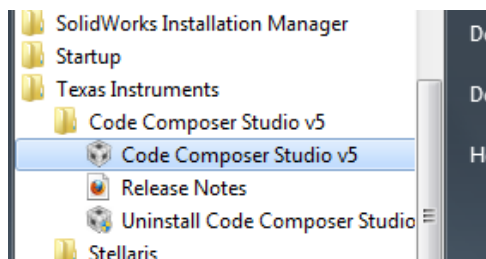 SolidWorks Installation Manager
Startup
Texas Instruments
Code Composer Studio v5
Code Composer Studio v5
Release Notes
Uninstall Code Composer Studio
Stellaris